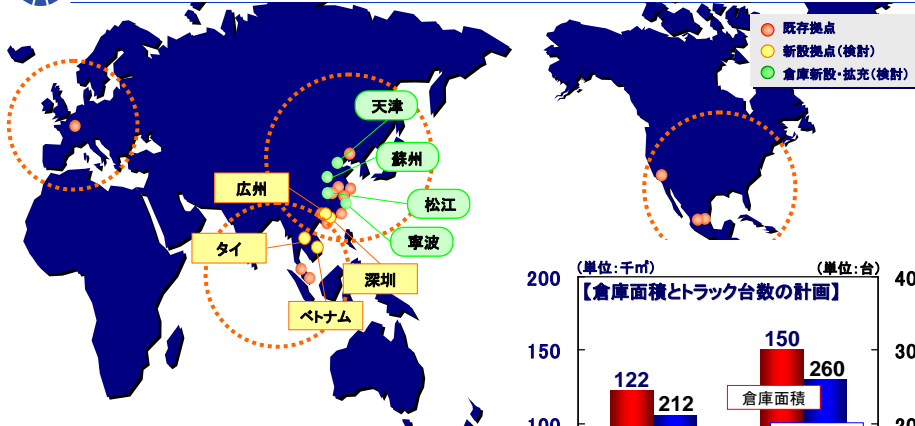 既存拠点
新設拠点(検討)
倉庫新設・拡充(検討)
天津
蘇州
広州
松江
タイ
寧波
深圳
ベトナム
(単位:千㎡)
(単位:台)
【倉庫面積とトラック台数の計画】
200
40
150
30
100
20
122
212
150
260
倉庫面積